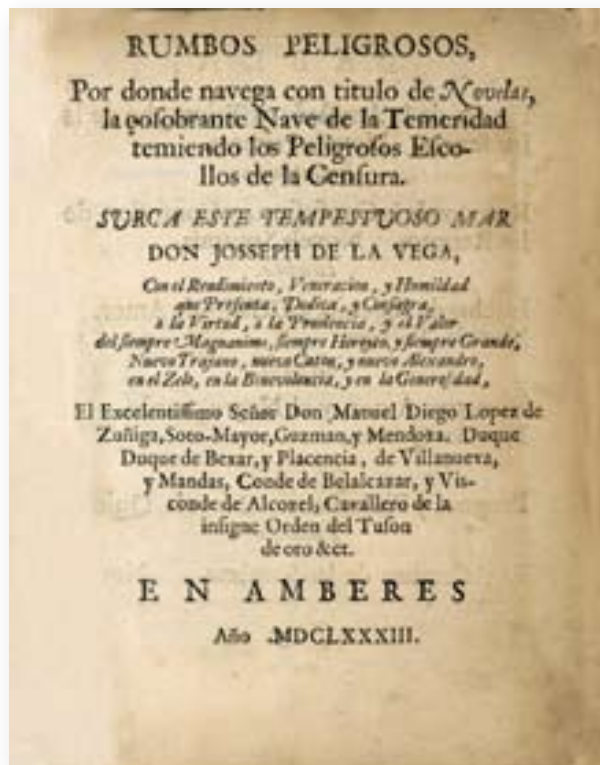 RUMBOS PELIGROSOS,
Por donde navega con titulo de Novelas,
la çosobrante Nave de la Temeridad
temiendo los Peligrosos Esco-
llos de la Censura.
SURCA ESTE TEMPESTUOSO MAR
DON JOSSEPH DE LA VEGA,
Con el Rendimiento, Veneracion, y Humildad
que Presenta, Dedica, y Consagra,
a la Virtud, a la Prudencia, y al Valor
del siempre Magnanimo, siempre Heroyco, y siempre Grande,
Nuevo Trajano, nuevo Caton, y nuevo Alexandro,
en el Zelo, en la Benevolencia, y en la Generosidad,
El Excelentissimo Señor Don Manuel Diego Lopez de
Zuñiga, Soto-Mayor, Guzman, y Mendoza. Duque
Duque de Bexar, y Placencia, de Villanueva,
y Mandas, Conde de Belalcazar, y Vis-
conde de Alcozel, Cavallero de la
insigne Orden del Tuson
de oro &ct.
EN AMBERES
Año MDCLXXXIII.